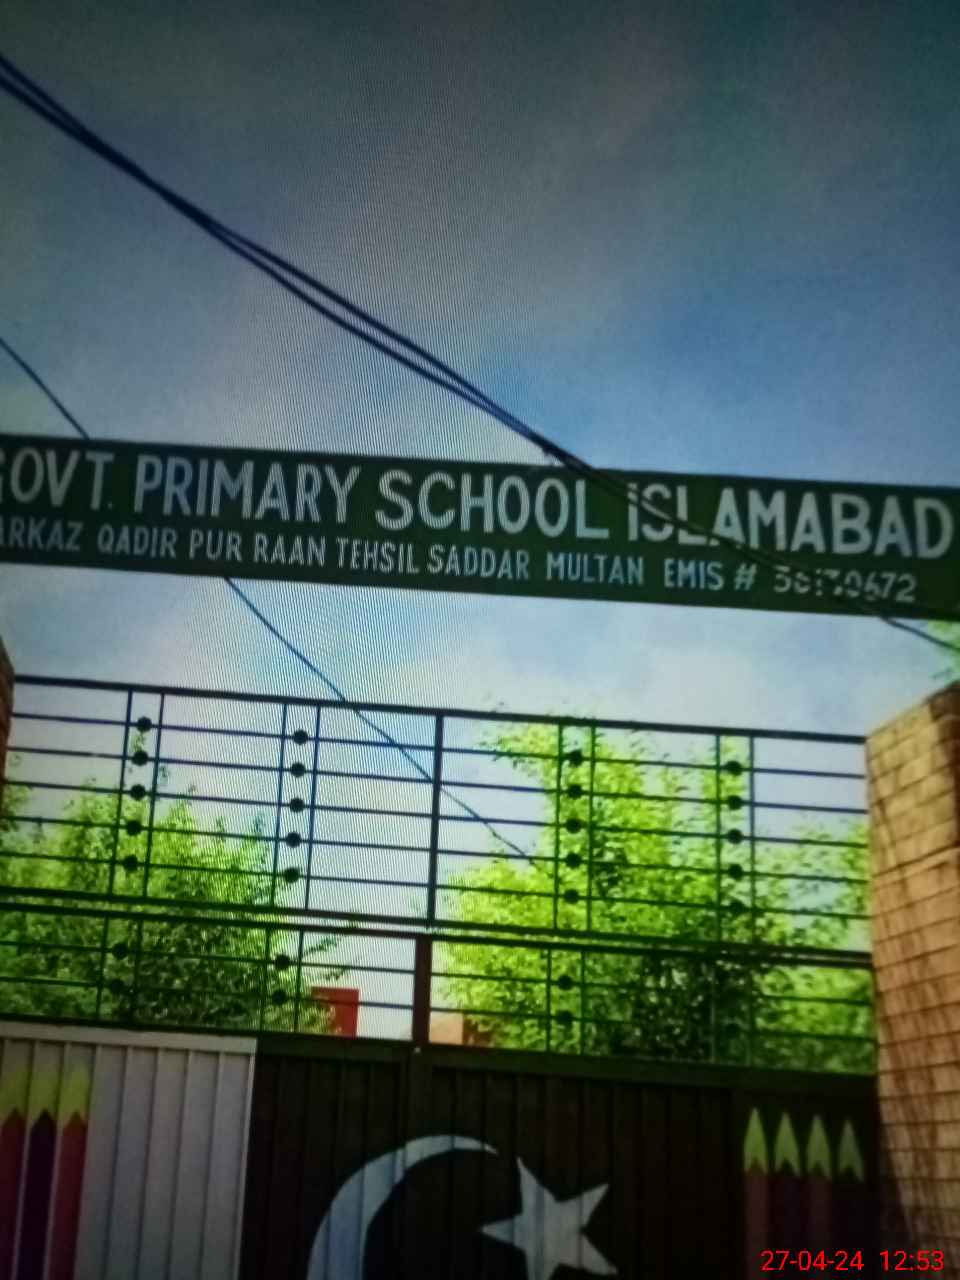 GOVT. PRIMARY SCHOOL ISLAMABAD
ARKAZ QADIR PUR RAAN TEHSIL SADDAR MULTAN EMIS #
27-04-24 12:53